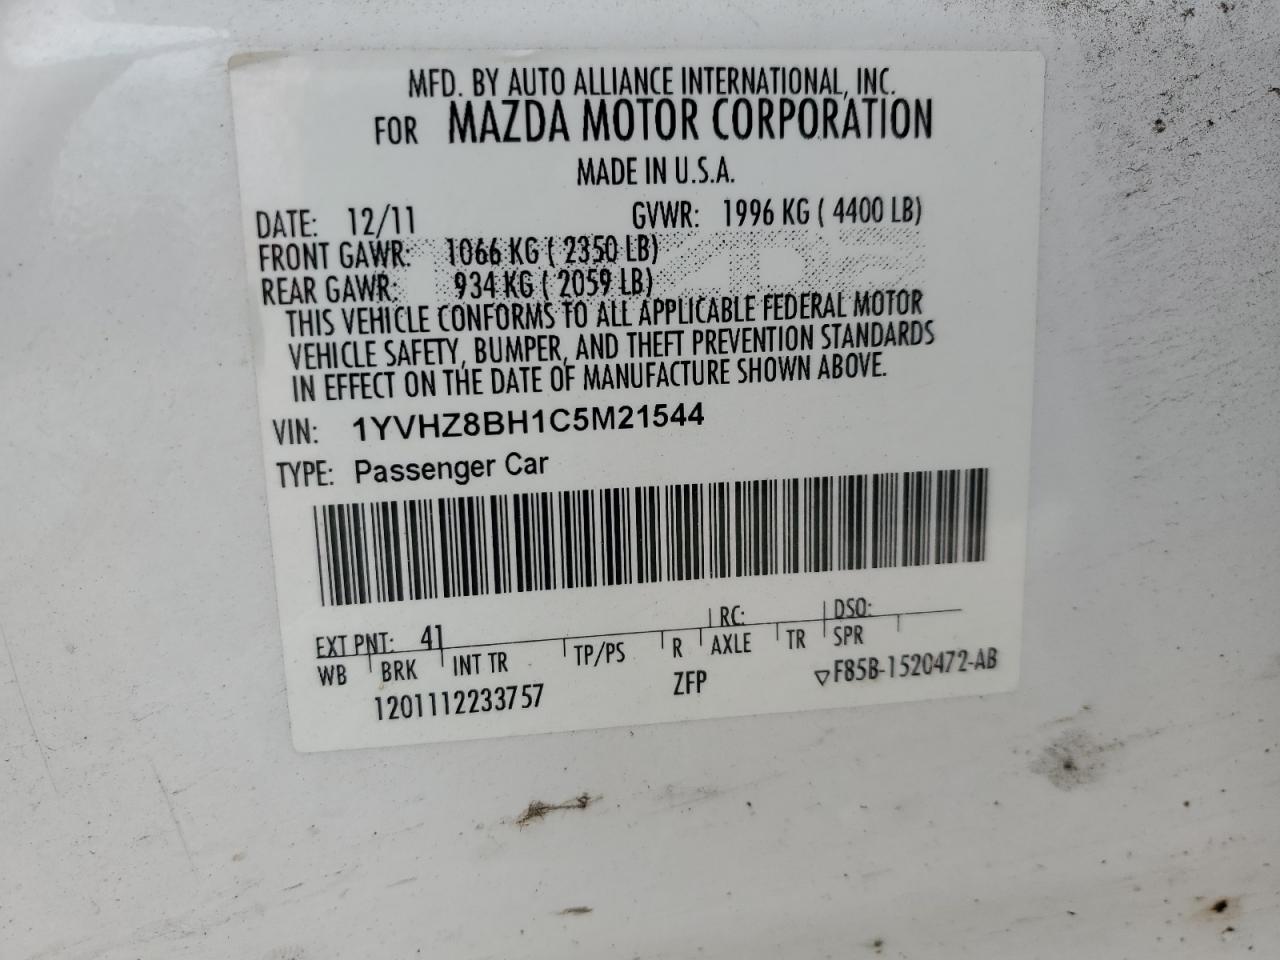 MFD. BY AUTO ALLIANCE INTERNATIONAL, INC.
FOR MAZDA MOTOR CORPORATION
MADE IN U.S.A.
DATE: 12/11 GVWR: 1996 KG ( 4400 LB)
FRONT GAWR: 1066 KG ( 2350 LB)
REAR GAWR: 934 KG ( 2059 LB)
THIS VEHICLE CONFORMS TO ALL APPLICABLE FEDERAL MOTOR
VEHICLE SAFETY, BUMPER, AND THEFT PREVENTION STANDARDS
IN EFFECT ON THE DATE OF MANUFACTURE SHOWN ABOVE.
VIN: 1YVHZ8BH1C5M21544
TYPE: Passenger Car
EXT PNT: 41 RC: DSO:
WB BRK INT TR TP/PS R AXLE TR SPR
1201112233757 ZFP ▽F85B-1520472-AB